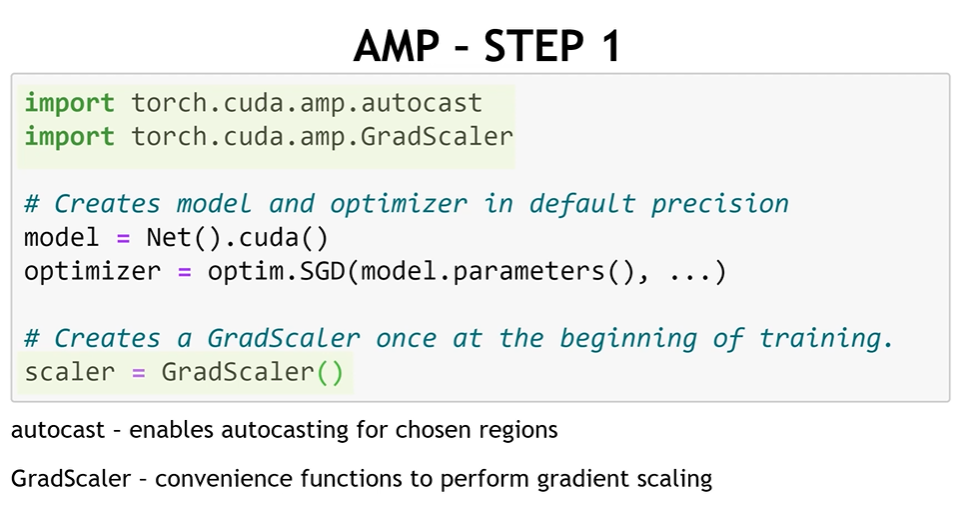 AMP – STEP 1
import torch.cuda.amp.autocast
import torch.cuda.amp.GradScaler
# Creates model and optimizer in default precision
model = Net().cuda()
optimizer = optim.SGD(model.parameters(), ...)
# Creates a GradScaler once at the beginning of training.
scaler = GradScaler()
autocast – enables autocasting for chosen regions
GradScaler – convenience functions to perform gradient scaling